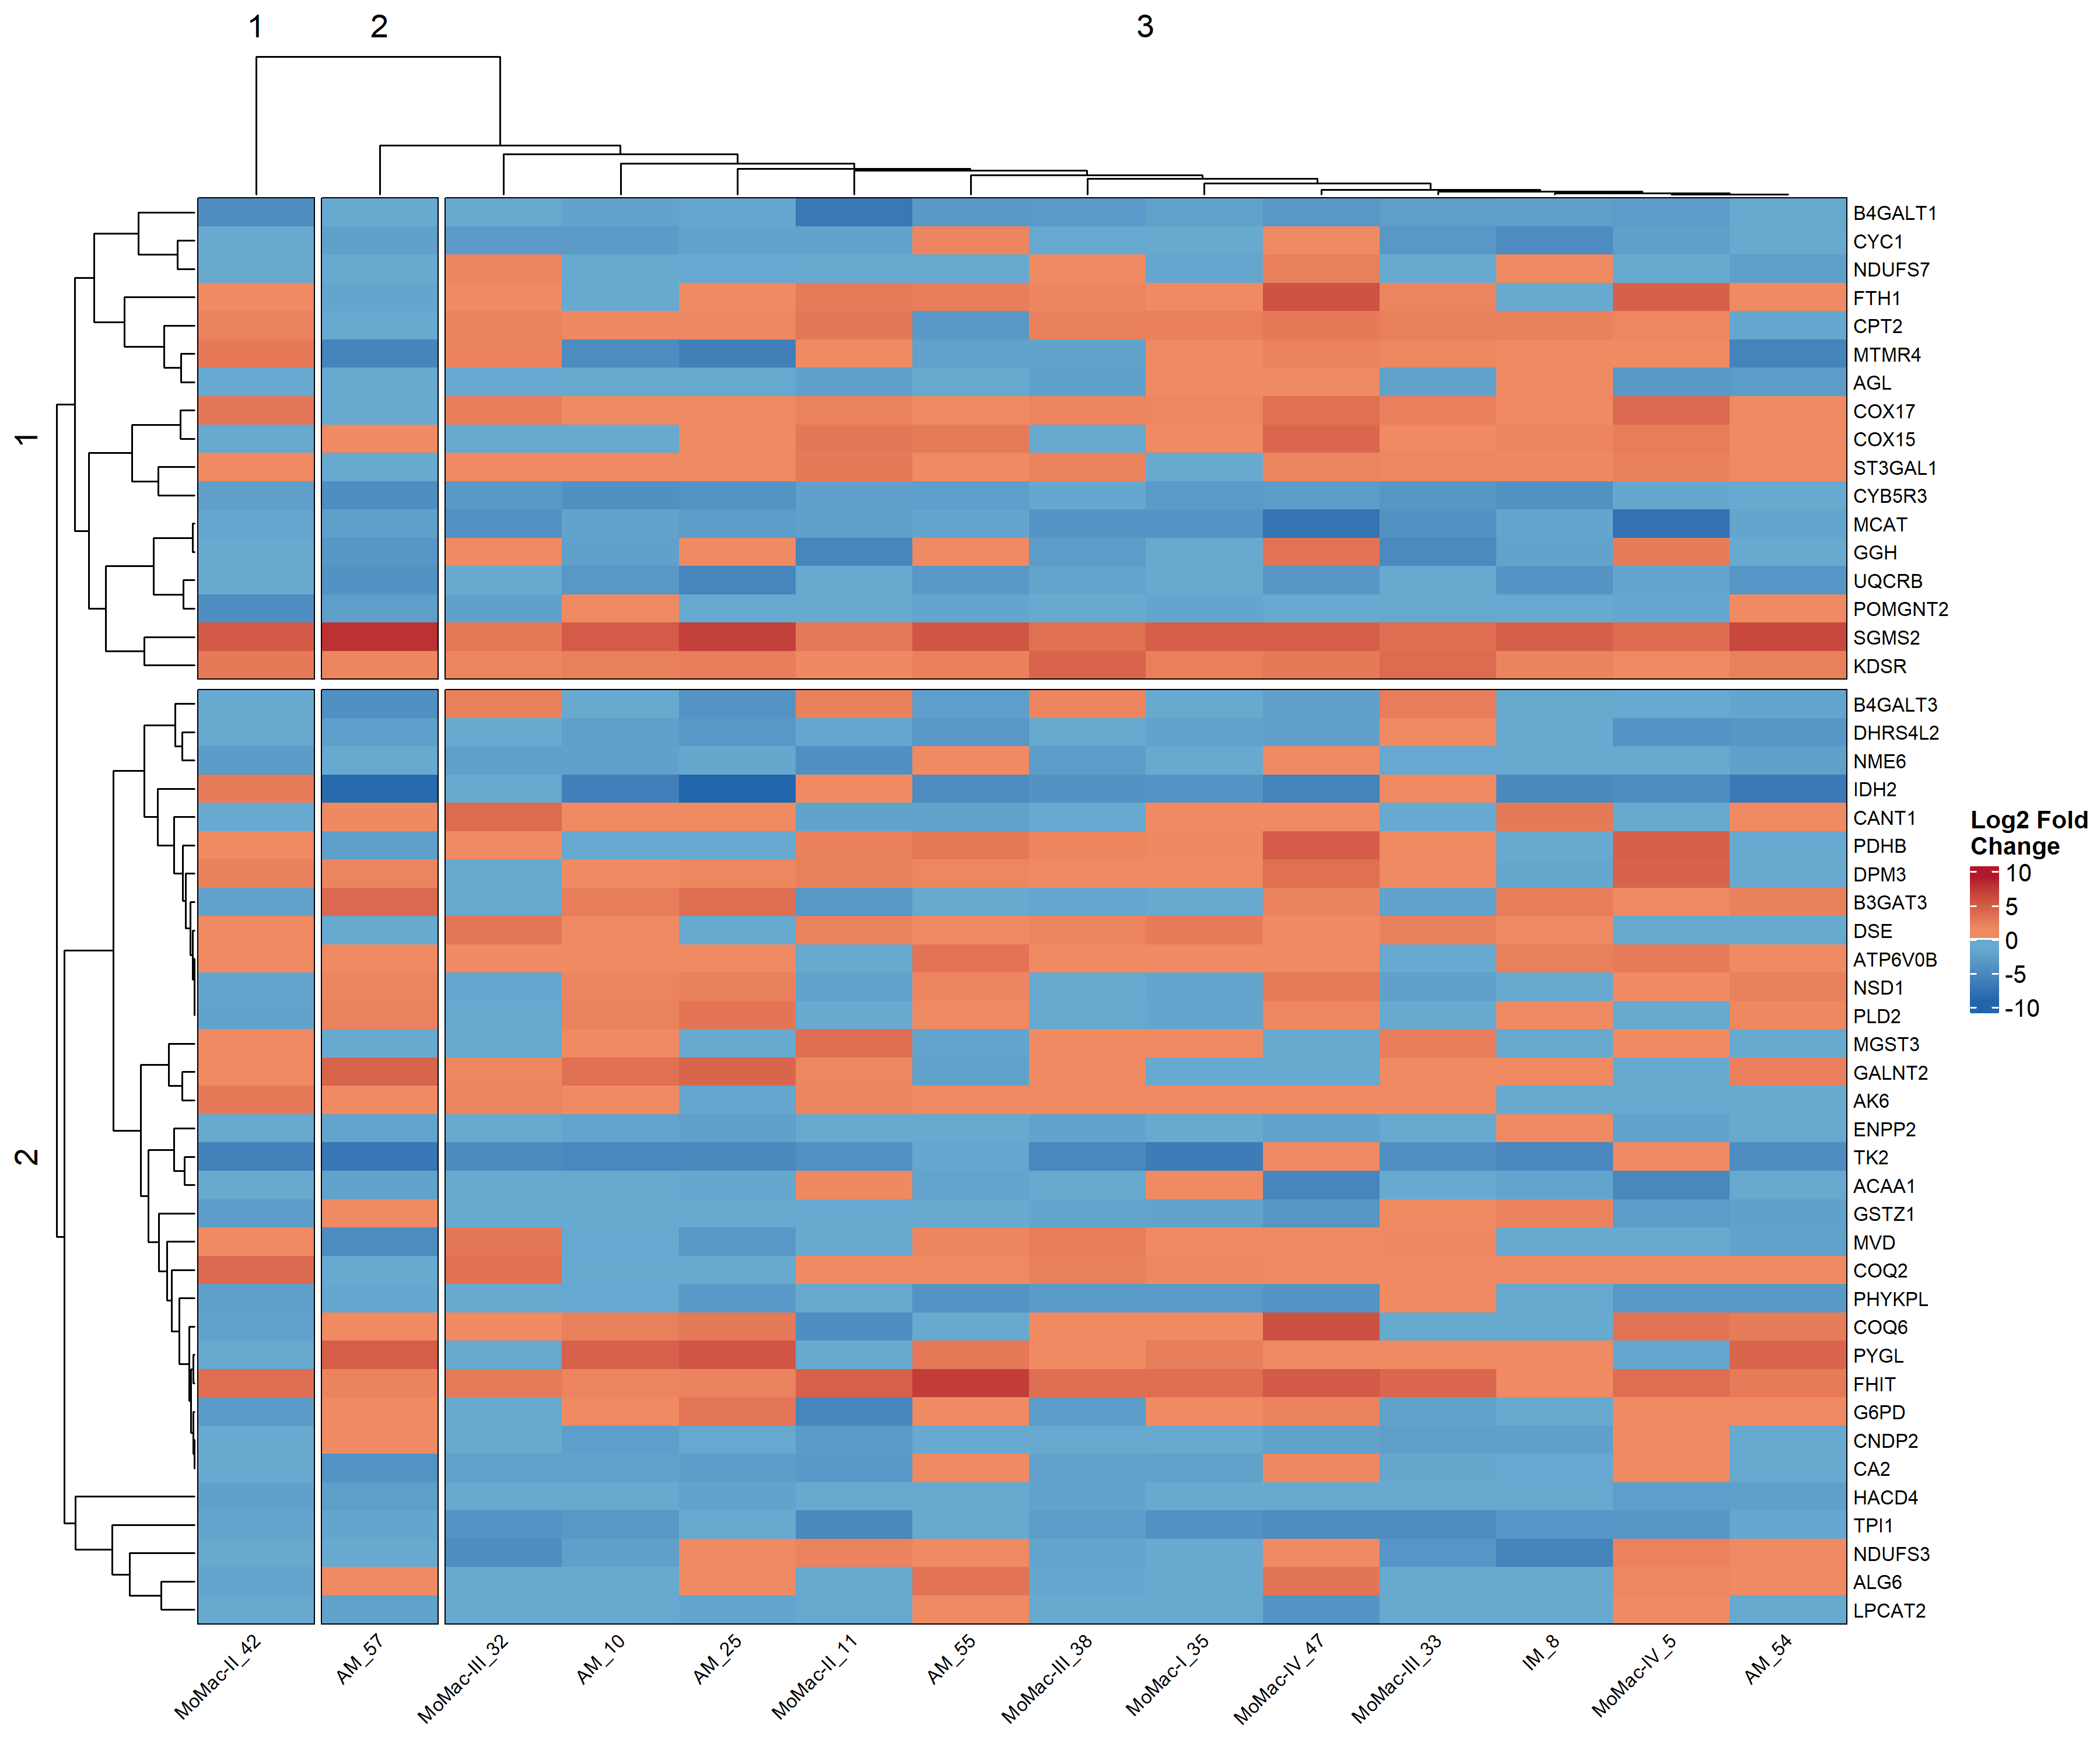 1
2
3
1
B4GALT1
CYC1
NDUFS7
FTH1
CPT2
MTMR4
AGL
COX17
COX15
ST3GAL1
CYB5R3
MCAT
GGH
UQCRB
POMGNT2
SGMS2
KDSR
2
B4GALT3
DHRS4L2
NME6
IDH2
CANT1
PDHB
DPM3
B3GAT3
DSE
ATP6V0B
NSD1
PLD2
MGST3
GALNT2
AK6
ENPP2
TK2
ACAA1
GSTZ1
MVD
COQ2
PHYKPL
COQ6
PYGL
FHIT
G6PD
CNDP2
CA2
HACD4
TPI1
NDUFS3
ALG6
LPCAT2
MoMac-II_42
AM_57
MoMac-III_32
AM_10
AM_25
MoMac-II_11
AM_55
MoMac-III_38
MoMac-I_35
MoMac-IV_47
MoMac-III_33
IM_8
MoMac-IV_5
AM_54
Log2 Fold
Change
10
5
0
-5
-10